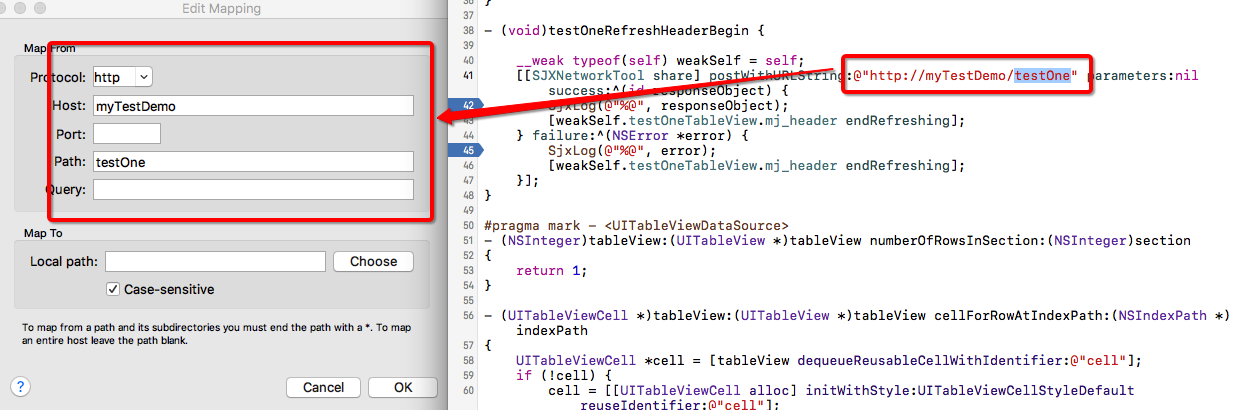 Edit Mapping
Map From
Protocol: http
Host: myTestDemo
Port:
Path: testOne
Query:
Map To
Local path: Choose
Case-sensitive
To map from a path and its subdirectories you must end the path with a *. To map
an entire host leave the path blank.
? Cancel OK
36 }
37
38 - (void)testOneRefreshHeaderBegin {
39
40 __weak typeof(self) weakSelf = self;
41 [[SJXNetworkTool share] postWithURLString:@"http://myTestDemo/testOne" parameters:nil
success:^(id responseObject) {
42 SjxLog(@"%@", responseObject);
43 [weakSelf.testOneTableView.mj_header endRefreshing];
44 } failure:^(NSError *error) {
45 SjxLog(@"%@", error);
46 [weakSelf.testOneTableView.mj_header endRefreshing];
47 }];
48 }
49
50 #pragma mark - <UITableViewDataSource>
51 - (NSInteger)tableView:(UITableView *)tableView numberOfRowsInSection:(NSInteger)section
52 {
53 return 1;
54 }
55
56 - (UITableViewCell *)tableView:(UITableView *)tableView cellForRowAtIndexPath:(NSIndexPath *)
indexPath
57 {
58 UITableViewCell *cell = [tableView dequeueReusableCellWithIdentifier:@"cell"];
59 if (!cell) {
60 cell = [[UITableViewCell alloc] initWithStyle:UITableViewCellStyleDefault
reuseIdentifier:@"cell"];